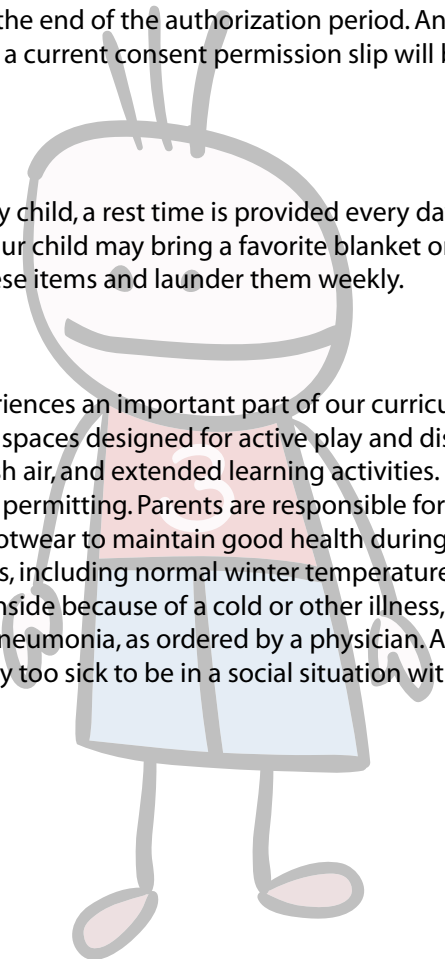 the end of the authorization period. An
a current consent permission slip will b
y child, a rest time is provided every da
ur child may bring a favorite blanket or
ese items and launder them weekly.
riences an important part of our curricu
spaces designed for active play and dis
sh air, and extended learning activities.
permitting. Parents are responsible for
otwear to maintain good health during
s, including normal winter temperature
nside because of a cold or other illness,
neumonia, as ordered by a physician. A
y too sick to be in a social situation wit
3